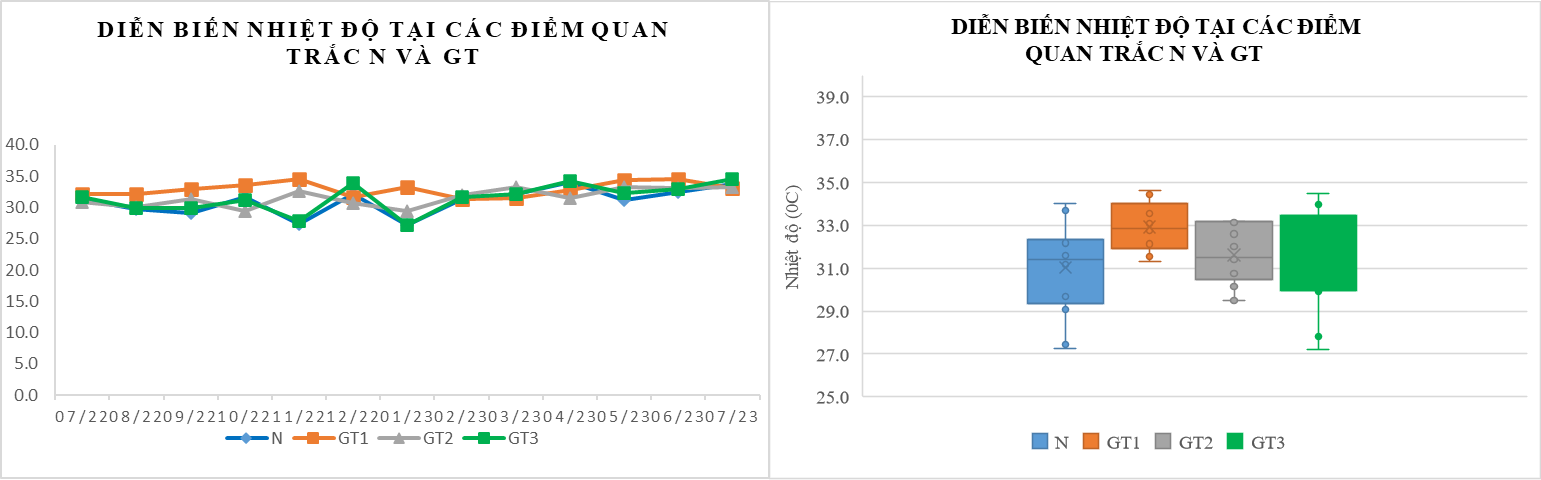 DIỄN BIẾN NHIỆT ĐỘ TẠI CÁC ĐIỂM QUAN
TRẮC N VÀ GT
40.0
35.0
30.0
25.0
20.0
15.0
10.0
5.0
0.0
07/22 08/22 09/22 10/22 11/22 12/22 01/23 02/23 03/23 04/23 05/23 06/23 07/23
N GT1 GT2 GT3
DIỄN BIẾN NHIỆT ĐỘ TẠI CÁC ĐIỂM
QUAN TRẮC N VÀ GT
Nhiệt độ (0C)
39.0
37.0
35.0
33.0
31.0
29.0
27.0
25.0
N GT1 GT2 GT3